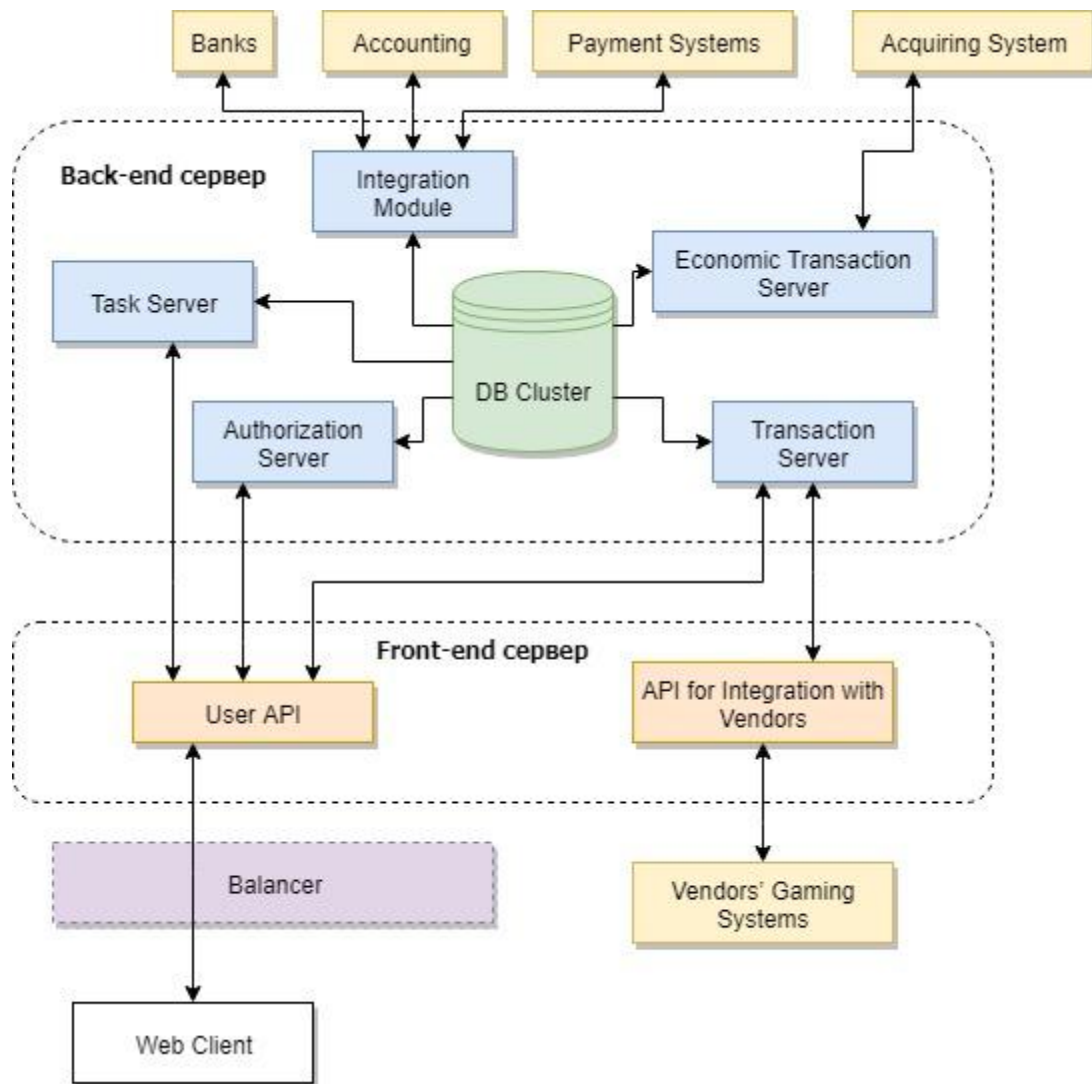 Banks
Accounting
Payment Systems
Acquiring System
Back-end сервер
Integration
Module
Economic Transaction
Server
Task Server
DB Cluster
Authorization
Server
Transaction
Server
Front-end сервер
User API
API for Integration with
Vendors
Balancer
Vendors’ Gaming
Systems
Web Client